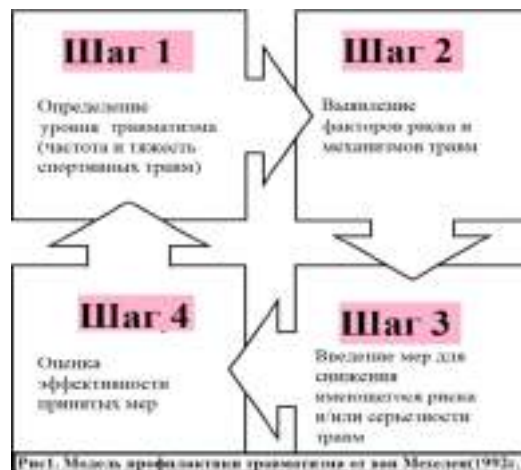 Шаг 1
Определение
уровня травматизма
(частота и тяжесть
спортивных травм)
Шаг 2
Выявление
факторов риска и
механизмов травм
Шаг 3
Введение мер для
снижения
имеющегося риска
и/или серьезности
травм
Шаг 4
Оценка
эффективности
принятых мер
Рис1. Модель профилактики травматизма от ван Мехелен(1992г.